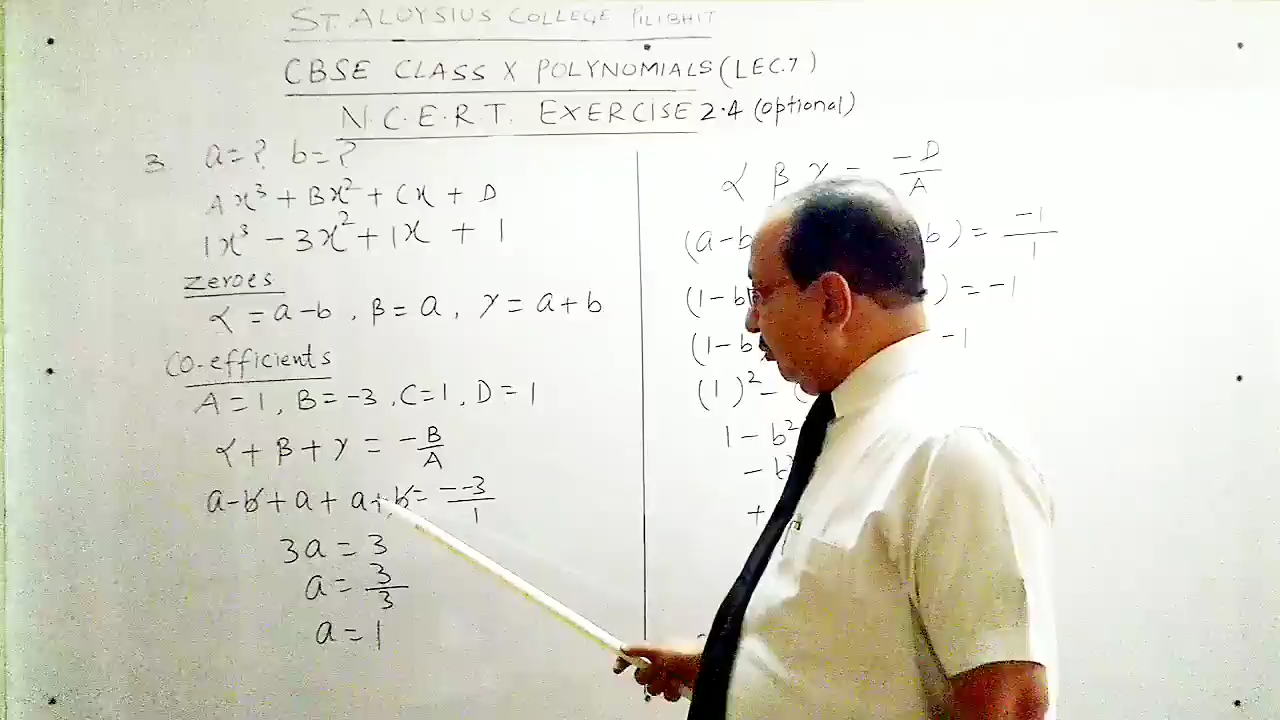 ST. ALOYSIUS COLLEGE PILIBHIT
CBSE CLASS X POLYNOMIALS (LEC.7)
N.C.E.R.T. EXERCISE 2.4 (optional)
3 a=? b=?
Ax³ + Bx² + Cx + D
1x³ - 3x² + 1x + 1
zeroes
α = a-b, β = a, γ = a+b
Co-efficients
A=1, B=-3, C=1, D=1
α + β + γ = -B/A
a-b + a + a+b = --3/1
3a = 3
a = 3/3
a = 1
α β γ = -D/A
(a-b b) = -1/1
(1-b ) = -1
(1-b -1
(1)² -
1 - b²
- b
+